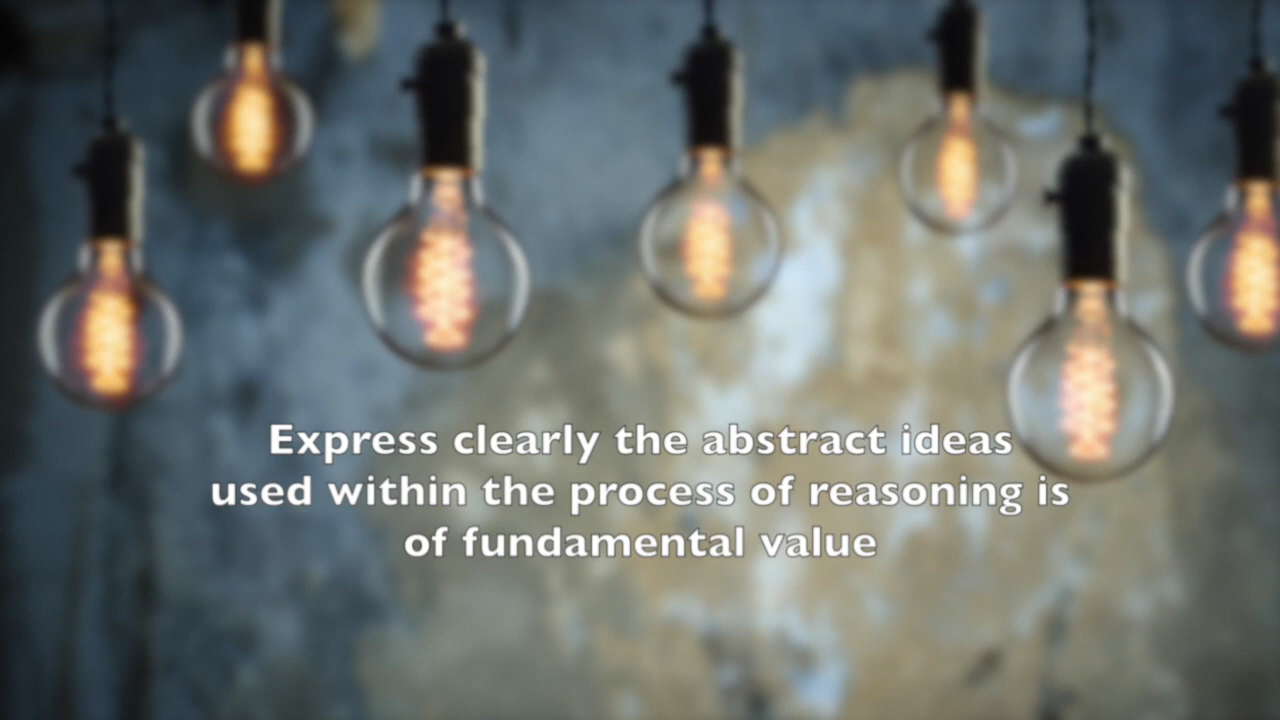 Express clearly the abstract ideas
used within the process of reasoning is
of fundamental value